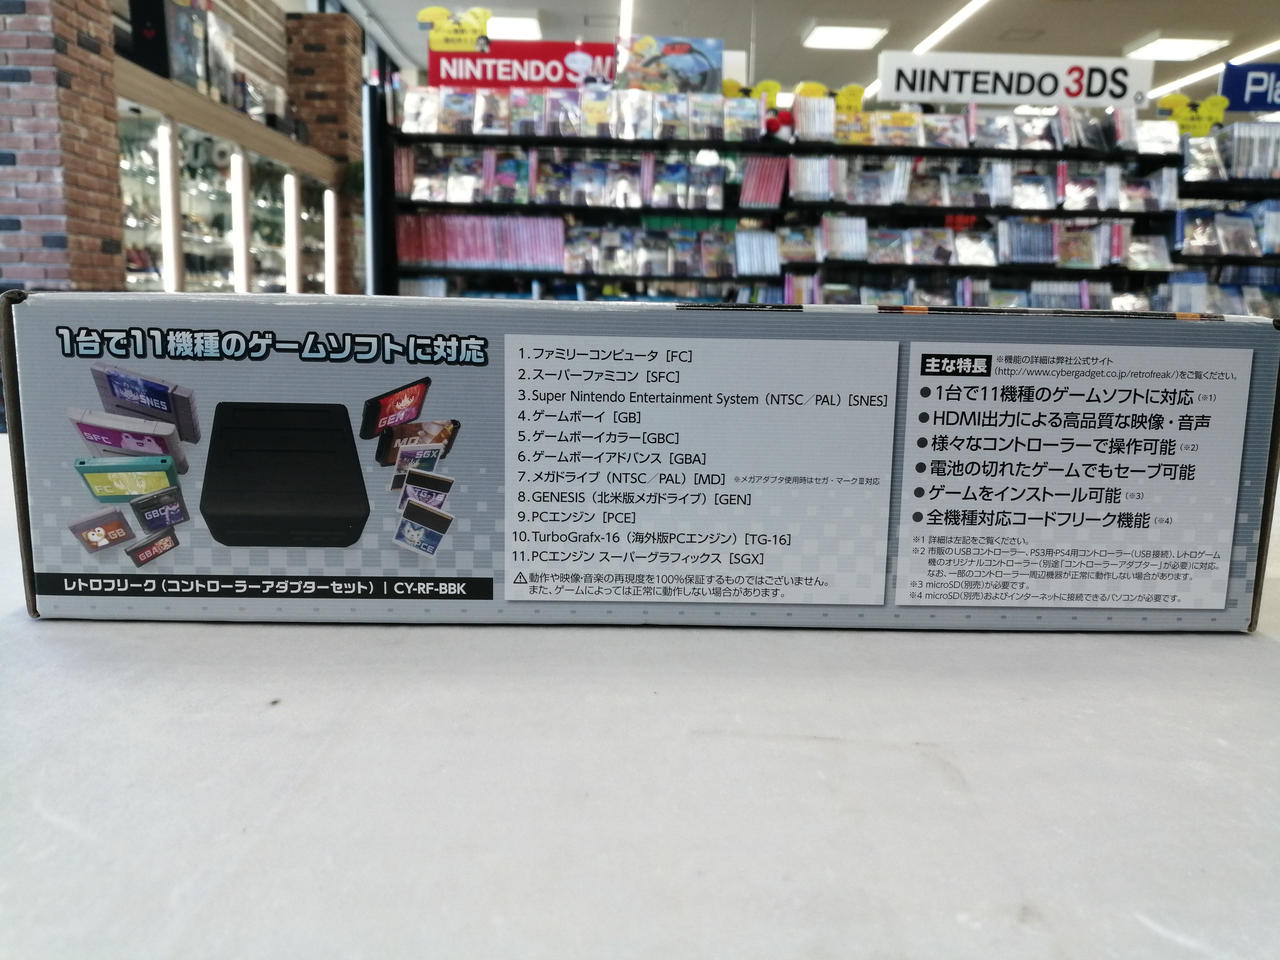 NINTENDO SW
NINTENDO 3DS
Pla
1台で11機種のゲームソフトに対応
SNES
SFC
FC
GBC
GB
GBA
GEN
MD
SGX
TG-16
PCE
レトロフリーク（コントローラーアダプターセット） | CY-RF-BBK
1.ファミリーコンピュータ［FC］
2.スーパーファミコン［SFC］
3.Super Nintendo Entertainment System（NTSC／PAL）［SNES］
4.ゲームボーイ［GB］
5.ゲームボーイカラー［GBC］
6.ゲームボーイアドバンス［GBA］
7.メガドライブ（NTSC／PAL）［MD］ ※メガアダプタ使用時はセガ・マークⅢ対応
8.GENESIS（北米版メガドライブ）［GEN］
9.PCエンジン［PCE］
10.TurboGrafx-16（海外版PCエンジン）［TG-16］
11.PCエンジン スーパーグラフィックス［SGX］
⚠動作や映像・音楽の再現度を100%保証するものではございません。
また、ゲームによっては正常に動作しない場合があります。
主な特長 ※機能の詳細は弊社公式サイト
（http://www.cybergadget.co.jp/retrofreak/）をご覧ください。
●1台で11機種のゲームソフトに対応（※1）
●HDMI出力による高品質な映像・音声
●様々なコントローラーで操作可能（※2）
●電池の切れたゲームでもセーブ可能
●ゲームをインストール可能（※3）
●全機種対応コードフリーク機能（※4）
※1 詳細は左記をご覧ください。
※2 市販のUSBコントローラー、PS3用・PS4用コントローラー（USB接続）、レトロゲーム
機のオリジナルコントローラー（別途「コントローラーアダプター」が必要）に対応。
なお、一部のコントローラー周辺機器が正常に動作しない場合があります。
※3 microSD（別売）が必要です。
※4 microSD（別売）およびインターネットに接続できるパソコンが必要です。